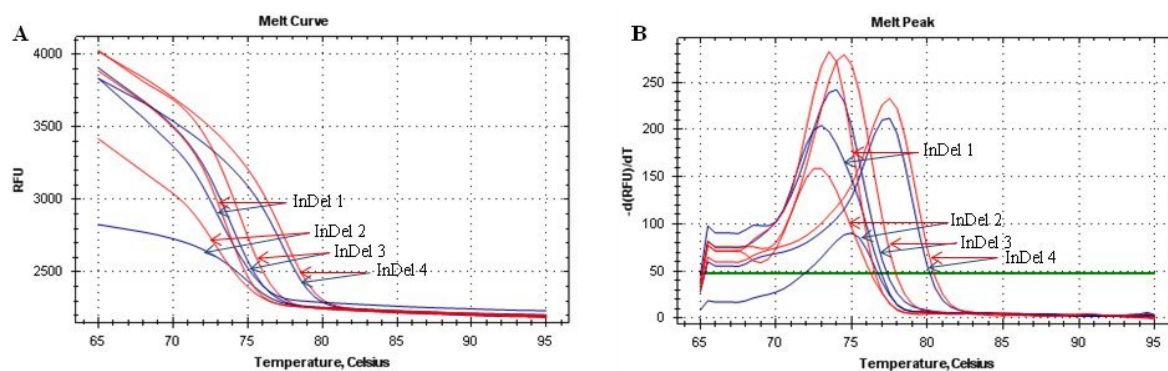 A
Melt Curve
4000
3500
3000
2500
RFU
InDel 1
InDel 2
InDel 3
InDel 4
65 70 75 80 85 90 95
Temperature, Celsius
B
Melt Peak
250
200
150
100
50
0
-d(RFU)/dT
InDel 1
InDel 2
InDel 3
InDel 4
65 70 75 80 85 90 95
Temperature, Celsius